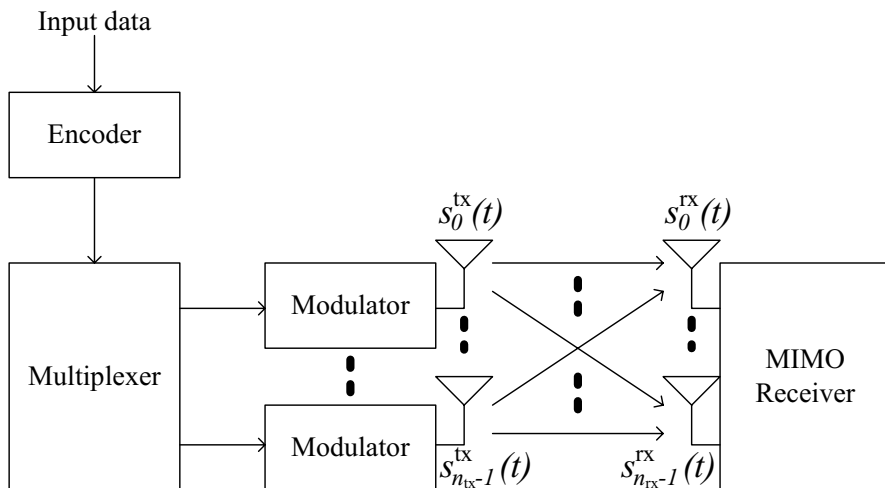 Input data
Encoder
s_0^tx(t)
s_0^rx(t)
Modulator
Multiplexer
MIMO
Receiver
Modulator
s_{n_tx-1}^tx(t)
s_{n_rx-1}^rx(t)